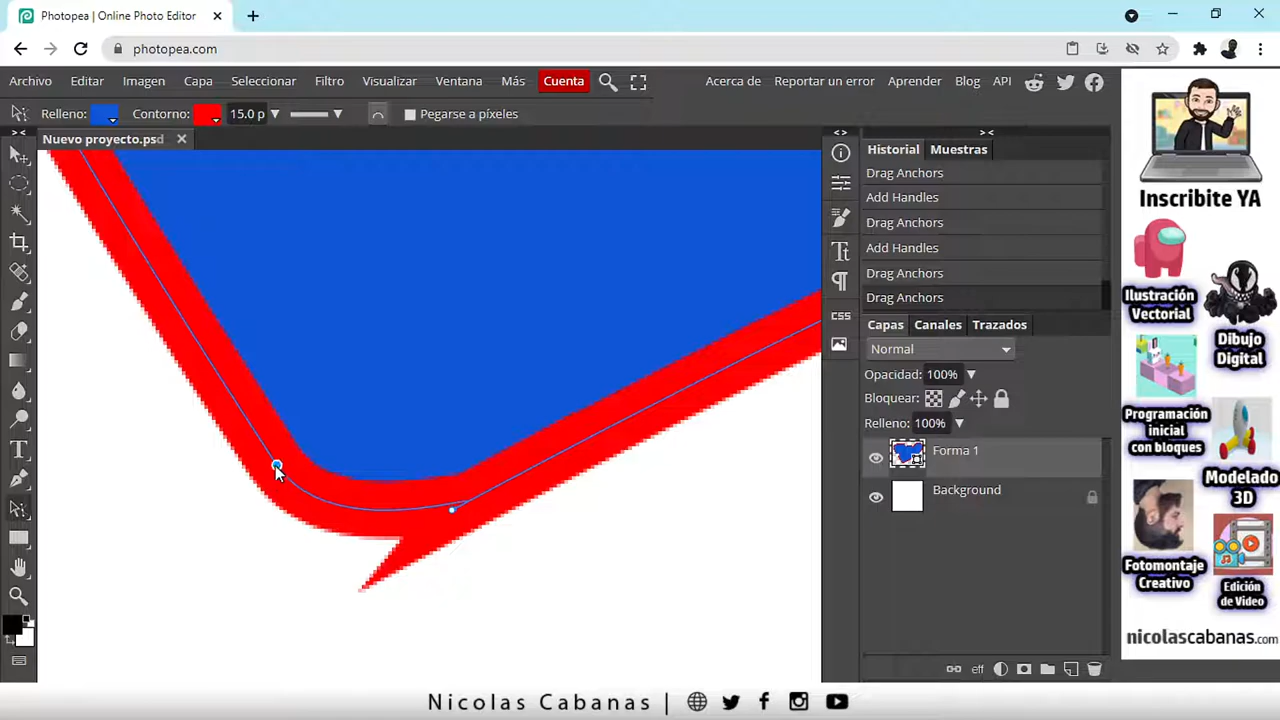 Photopea | Online Photo Editor
photopea.com
Archivo Editar Imagen Capa Seleccionar Filtro Visualizar Ventana Más Cuenta Acerca de Reportar un error Aprender Blog API
Relleno: Contorno: 15.0 p Pegarse a píxeles
Nuevo proyecto.psd
Historial Muestras
Drag Anchors
Add Handles
Drag Anchors
Add Handles
Drag Anchors
Drag Anchors
CSS
Capas Canales Trazados
Normal
Opacidad: 100%
Bloquear:
Relleno: 100%
Forma 1
Background
eff
Inscribite YA
Ilustración
Vectorial
Dibujo
Digital
Programación
inicial
con bloques
Modelado
3D
Fotomontaje
Creativo
Edición
de Video
nicolascabanas.com
Nicolas Cabanas |